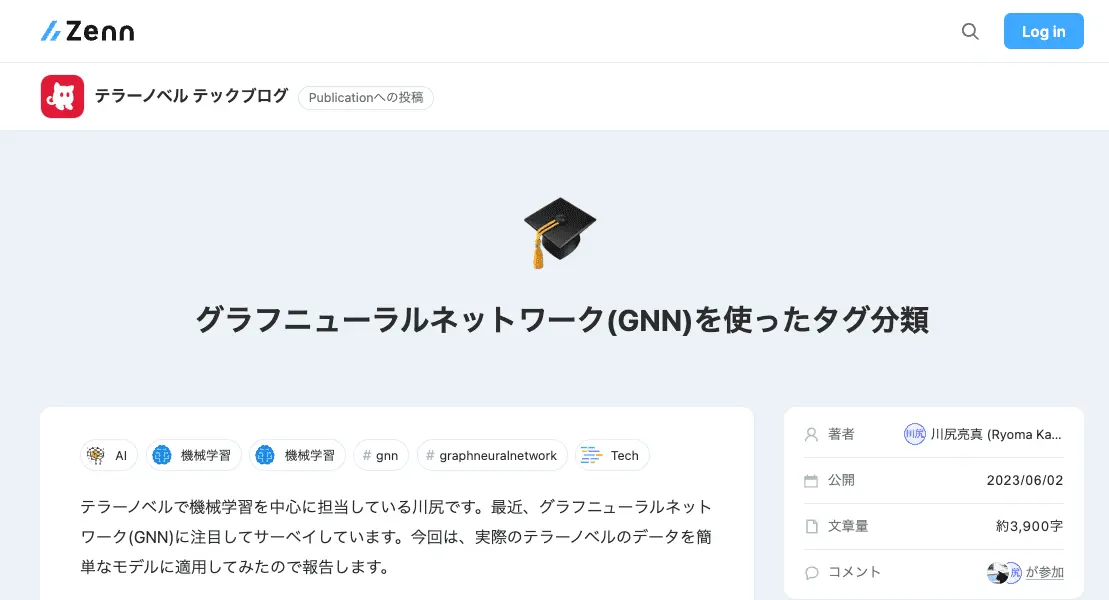 Zenn
Log in
テラーノベル テックブログ
Publicationへの投稿
グラフニューラルネットワーク(GNN)を使ったタグ分類
AI
機械学習
機械学習
# gnn
# graphneuralnetwork
Tech
テラーノベルで機械学習を中心に担当している川尻です。最近、グラフニューラルネット
ワーク(GNN)に注目してサーベイしています。今回は、実際のテラーノベルのデータを簡
単なモデルに適用してみたので報告します。
著者
川尻
川尻亮真 (Ryoma Ka...
公開
2023/06/02
文章量
約3,900字
コメント
尻
が参加